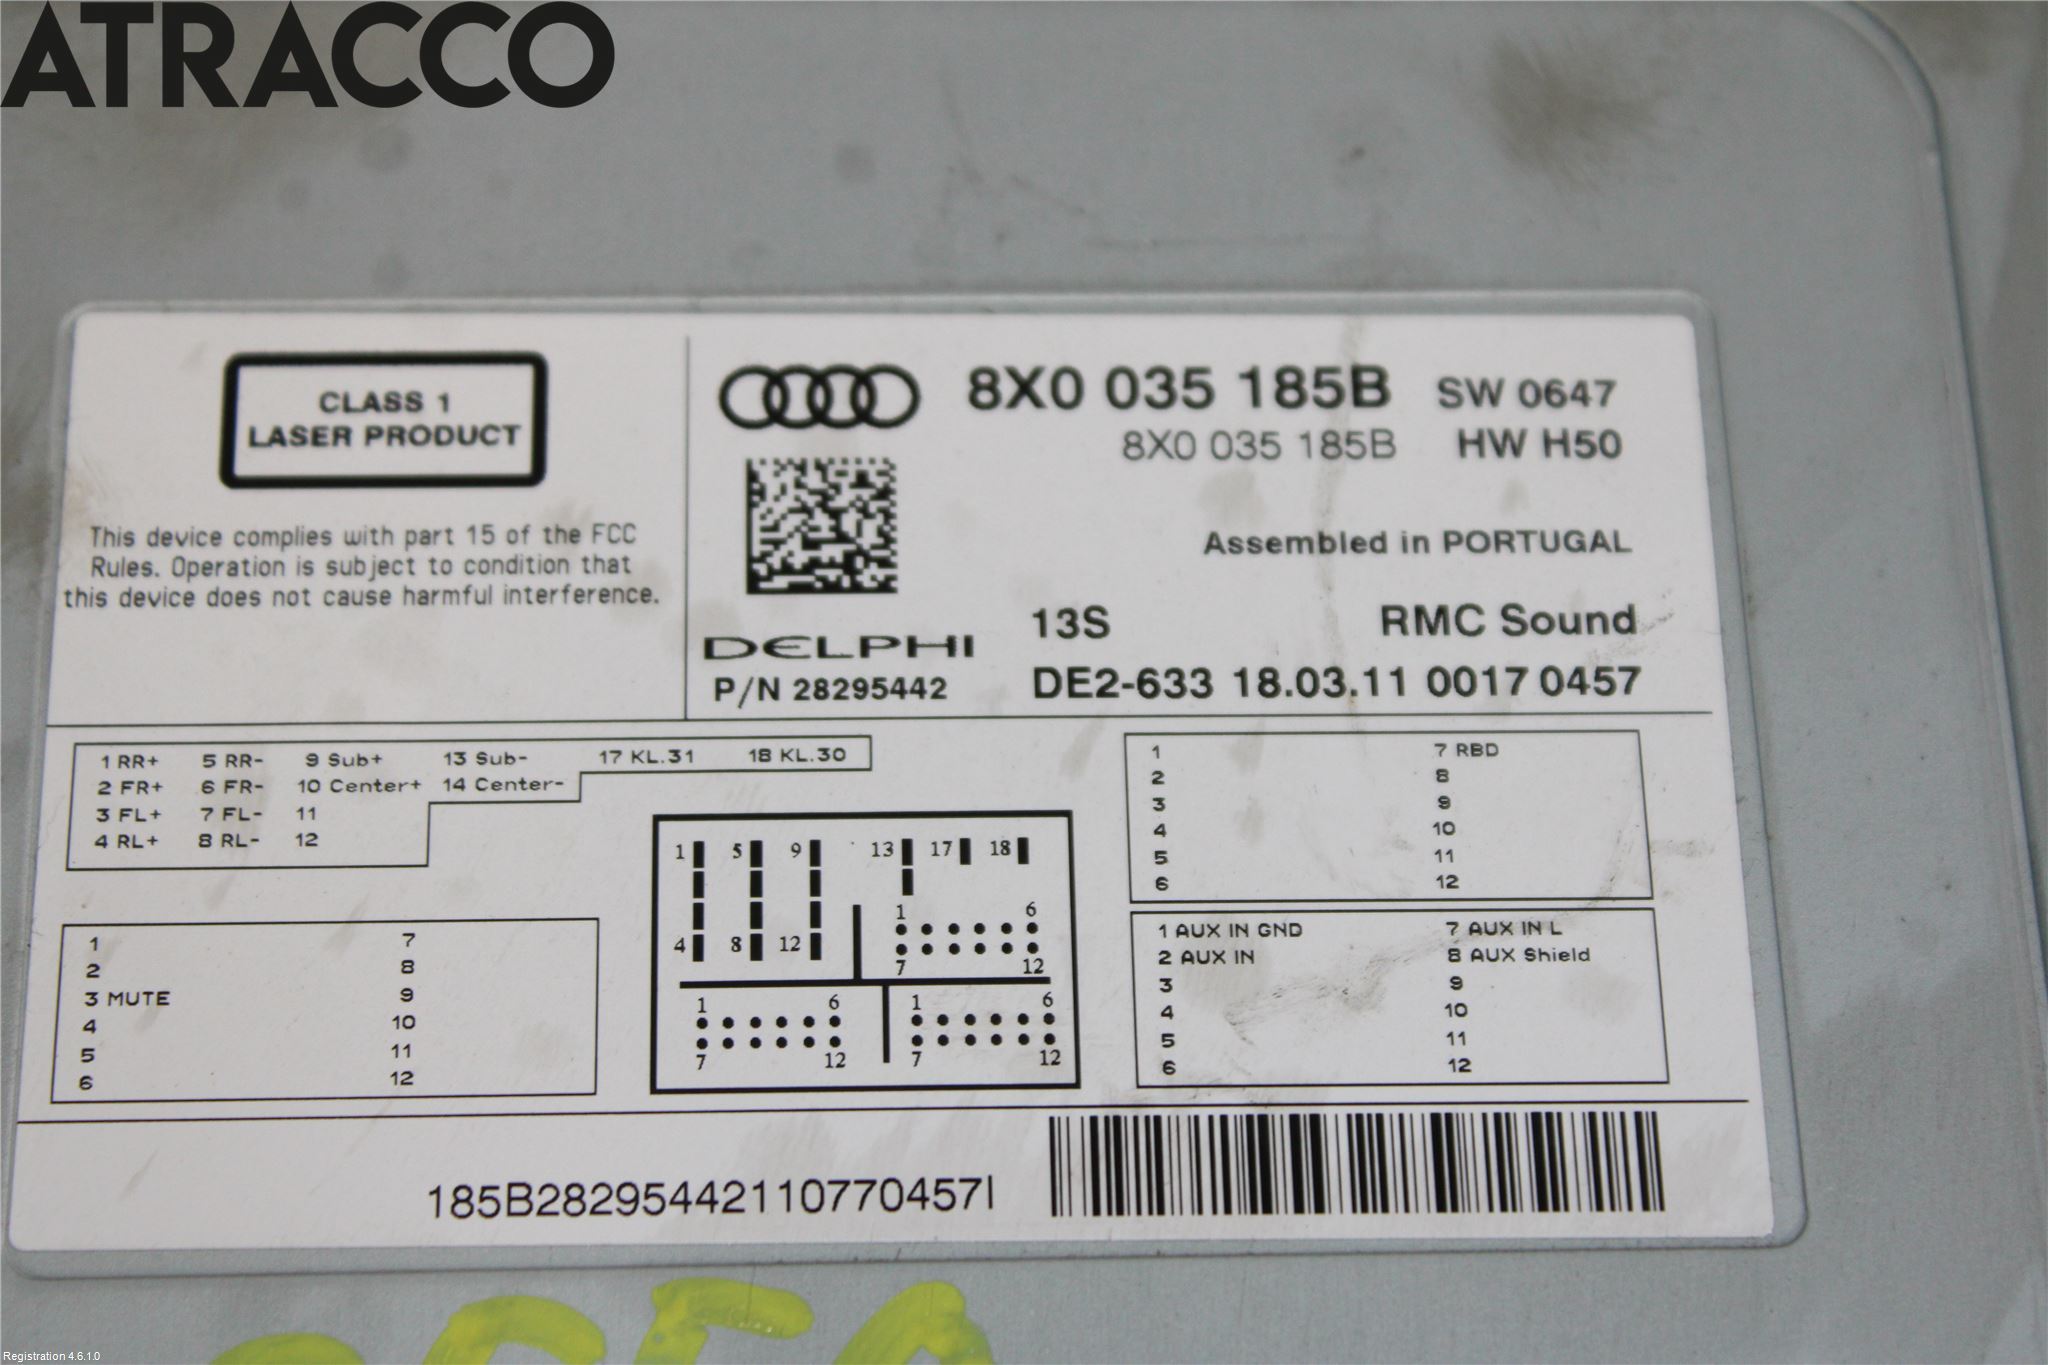 ATRACCO
CLASS 1
LASER PRODUCT
This device complies with part 15 of the FCC
Rules. Operation is subject to condition that
this device does not cause harmful interference.
8X0 035 185B SW 0647
8X0 035 185B HW H50
Assembled in PORTUGAL
13S RMC Sound
DELPHI
P/N 28295442
DE2-633 18.03.11 0017 0457
1 RR+ 5 RR- 9 Sub+ 13 Sub- 17 KL.31 18 KL.30
2 FR+ 6 FR- 10 Center+ 14 Center-
3 FL+ 7 FL- 11
4 RL+ 8 RL- 12
1 7
2 8
3 MUTE 9
4 10
5 11
6 12
1 5 9 13 17 18
4 8 12
1 6
7 12
1 6 1 6
7 12 7 12
1 7 RBD
2 8
3 9
4 10
5 11
6 12
1 AUX IN GND 7 AUX IN L
2 AUX IN 8 AUX Shield
3 9
4 10
5 11
6 12
185B28295442110770457I
Registration 4.6.1.0